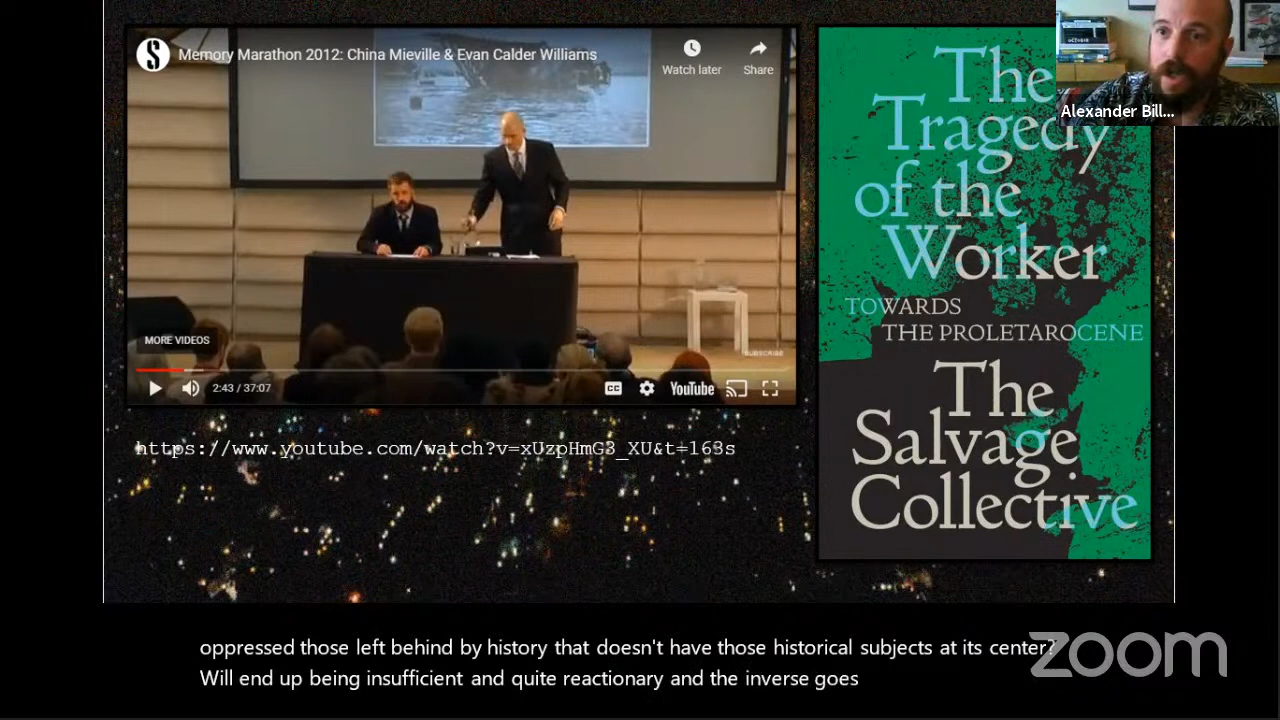 Memory Marathon 2012: China Mieville & Evan Calder Williams
Watch later
Share
MORE VIDEOS
SUBSCRIBE
2:43 / 37:07
CC
YouTube
https://www.youtube.com/watch?v=xUzpHmG3_XU&t=163s
The
Tragedy
of the
Worker
TOWARDS
THE PROLETAROCENE
The
Salvage
Collective
Alexander Bill...
oppressed those left behind by history that doesn't have those historical subjects at its center?
Will end up being insufficient and quite reactionary and the inverse goes
zoom